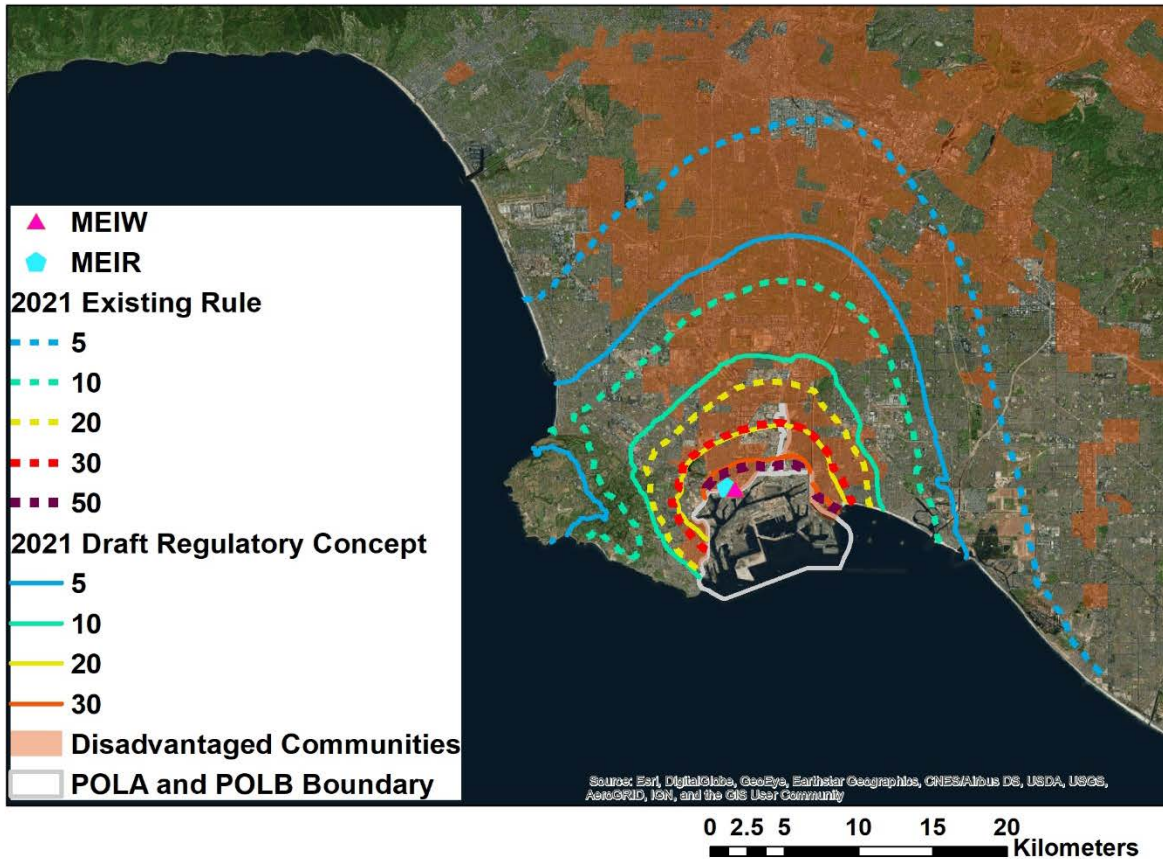 MEIW
MEIR
2021 Existing Rule
5
10
20
30
50
2021 Draft Regulatory Concept
5
10
20
30
Disadvantaged Communities
POLA and POLB Boundary
Source: Esri, DigitalGlobe, GeoEye, Earthstar Geographics, CNES/Airbus DS, USDA, USGS,
AeroGRID, IGN, and the GIS User Community
0 2.5 5 10 15 20
Kilometers